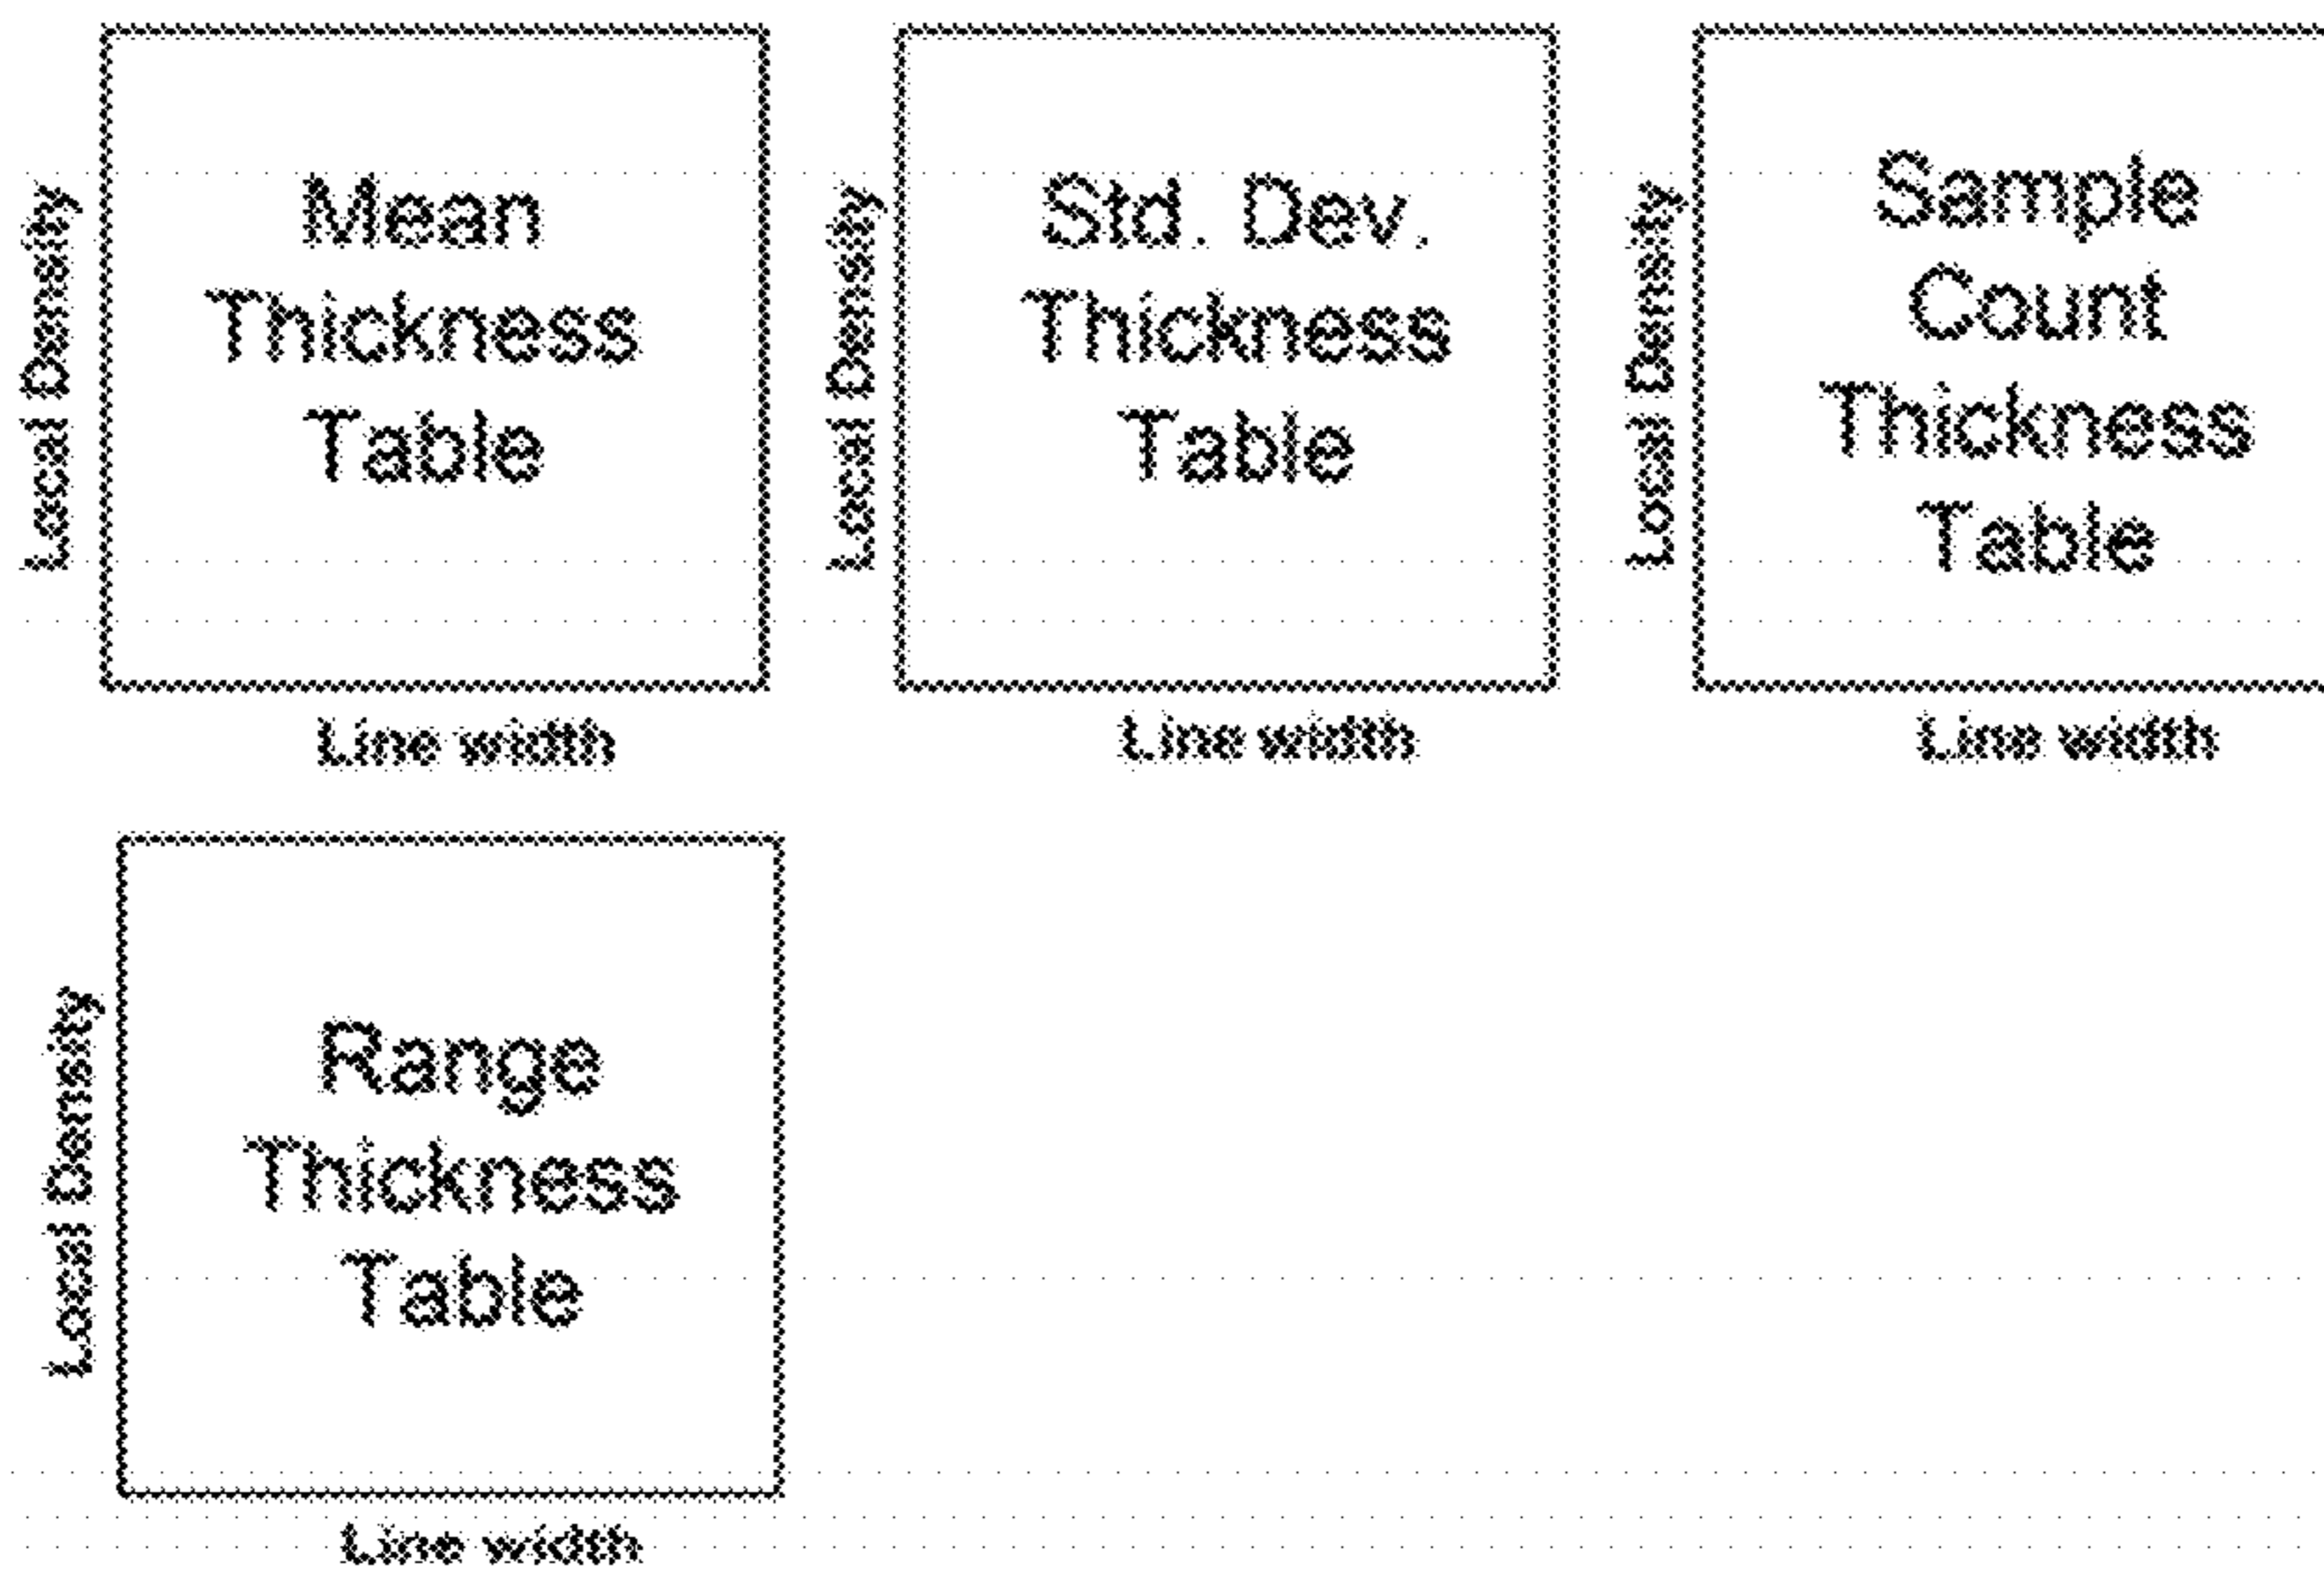 Local Density
Mean
Thickness
Table
Line width
Local Density
Std. Dev.
Thickness
Table
Line width
Local Density
Sample
Count
Thickness
Table
Line width
Local Density
Range
Thickness
Table
Line width